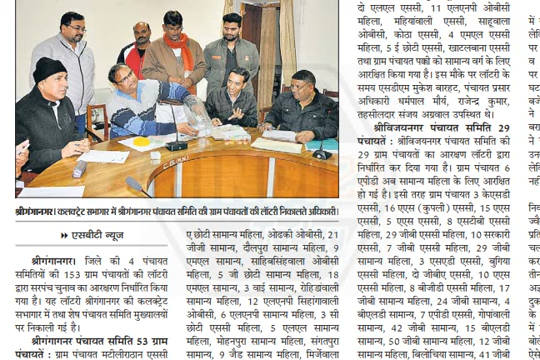 श्रीगंगानगर। कलक्ट्रेट सभागार में श्रीगंगानगर पंचायत समिति की ग्राम पंचायतों की लॉटरी निकालते अधिकारी।
▸▸ एसबीटी न्यूज
श्रीगंगानगर। जिले की 4 पंचायत
समितियों की 153 ग्राम पंचायतों की लॉटरी
द्वारा सरपंच चुनाव का आरक्षण निर्धारित किया
गया है। यह लॉटरी श्रीगंगानगर की कलक्ट्रेट
सभागार में तथा शेष पंचायत समिति मुख्यालयों
पर निकाली गई है।
श्रीगंगानगर पंचायत समिति 53 ग्राम
पंचायतें : ग्राम पंचायत मटीलीराठान एससी
ए छोटी सामान्य महिला, ओडकी ओबीसी, 21
जीजी सामान्य, दौलपुरा सामान्य महिला, 9
एमएल सामान्य, साहिबसिंहवाला ओबीसी
महिला, 5 जी छोटी सामान्य महिला, 18
एमएल सामान्य, 3 वाई सामान्य, रोहिडांवाली
सामान्य महिला, 12 एलएनपी सिहांगांवाली
ओबीसी, 6 एलएनपी सामान्य महिला, 3 सी
छोटी एससी महिला, 5 एलएल सामान्य
महिला, मोहनपुरा सामान्य, संगतपुरा
सामान्य, 9 जैड सामान्य महिला, मिर्जेवाला
दो एलएल एससी, 11 एलएनपी ओबीसी
महिला, महियांवाली एससी, साहूवाला
ओबीसी, कोठा एससी, 4 एमएल एससी
महिला, 5 ई छोटी एससी, खाटलबाना एससी
तथा ग्राम पंचायत पक्की को सामान्य वर्ग के लिए
आरक्षित किया गया है। इस मौके पर लॉटरी के
समय एसडीएम मुकेश बारहट, पंचायत प्रसार
अधिकारी धर्मपाल मौर्य, राजेन्द्र कुमार,
तहसीलदार संजय अग्रवाल उपस्थित थे।
श्रीविजयनगर पंचायत समिति 29
पंचायतें : श्रीविजयनगर पंचायत समिति की
29 ग्राम पंचायतों का आरक्षण लॉटरी द्वारा
निर्धारित कर दिया गया है। ग्राम पंचायत 6
एपीडी अब सामान्य महिला के लिए आरक्षित
हो गई है। इसी तरह ग्राम पंचायत 3 केएसडी
एससी, 16 एएस (कुपली) एससी, 15 एएस
एससी, 5 एएस एससी, 8 एसटीबी एससी
महिला, 29 जीबी एससी महिला, 10 सरकारी
एससी, 7 जीबी एससी महिला, 29 जीबी
सामान्य महिला, 3 एसएडी एससी, बुगिया
एससी महिला, दो जीबीए एससी, 10 एएस
एससी महिला, 8 बीजीडी एससी महिला, 17
जीबी सामान्य महिला, 24 जीबी सामान्य, 4
बीएलडी सामान्य, 7 एपीडी एससी, गोपांवाली
सामान्य, 42 जीबी सामान्य, 15 बीएलडी
सामान्य, 50 जीबी सामान्य महिला, 12 जीबी
सामान्य महिला, बिलोचिया सामान्य, 41 जीबी